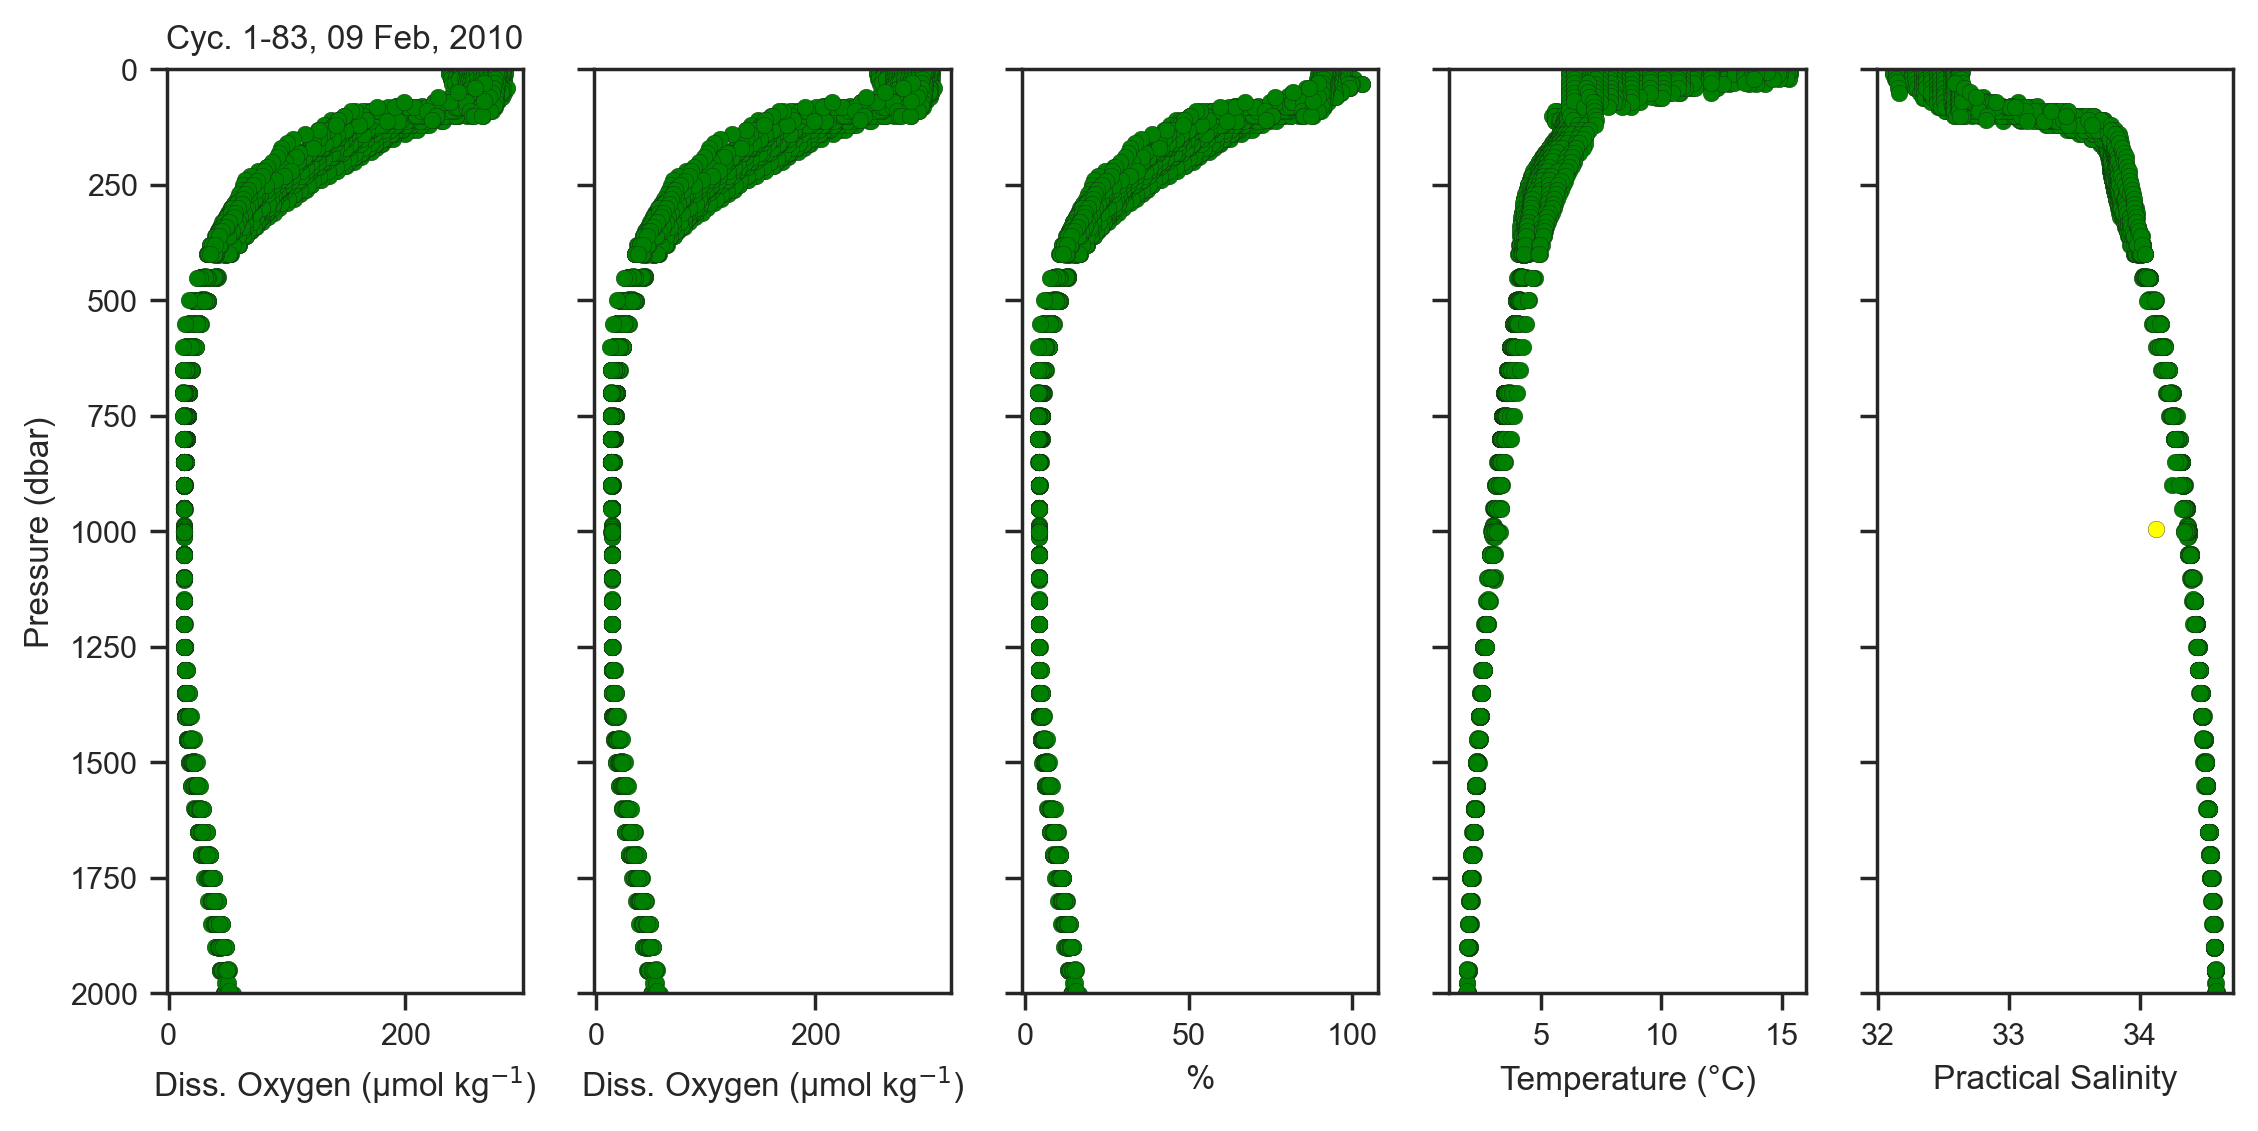 Cyc. 1-83, 09 Feb, 2010
Pressure (dbar)
0
250
500
750
1000
1250
1500
1750
2000
0 200
0 200
0 50 100
5 10 15
32 33 34
Diss. Oxygen (µmol kg⁻¹)
Diss. Oxygen (µmol kg⁻¹)
%
Temperature (°C)
Practical Salinity